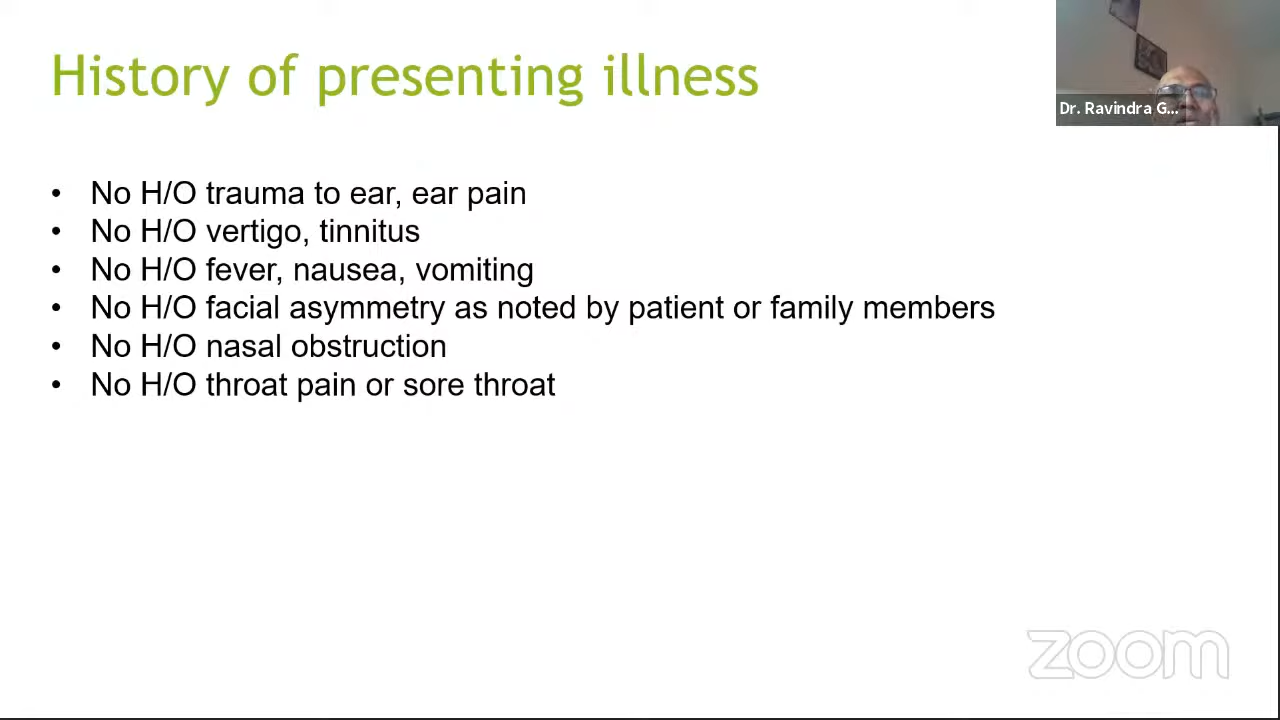 History of presenting illness
Dr. Ravindra G...
• No H/O trauma to ear, ear pain
• No H/O vertigo, tinnitus
• No H/O fever, nausea, vomiting
• No H/O facial asymmetry as noted by patient or family members
• No H/O nasal obstruction
• No H/O throat pain or sore throat
zoom